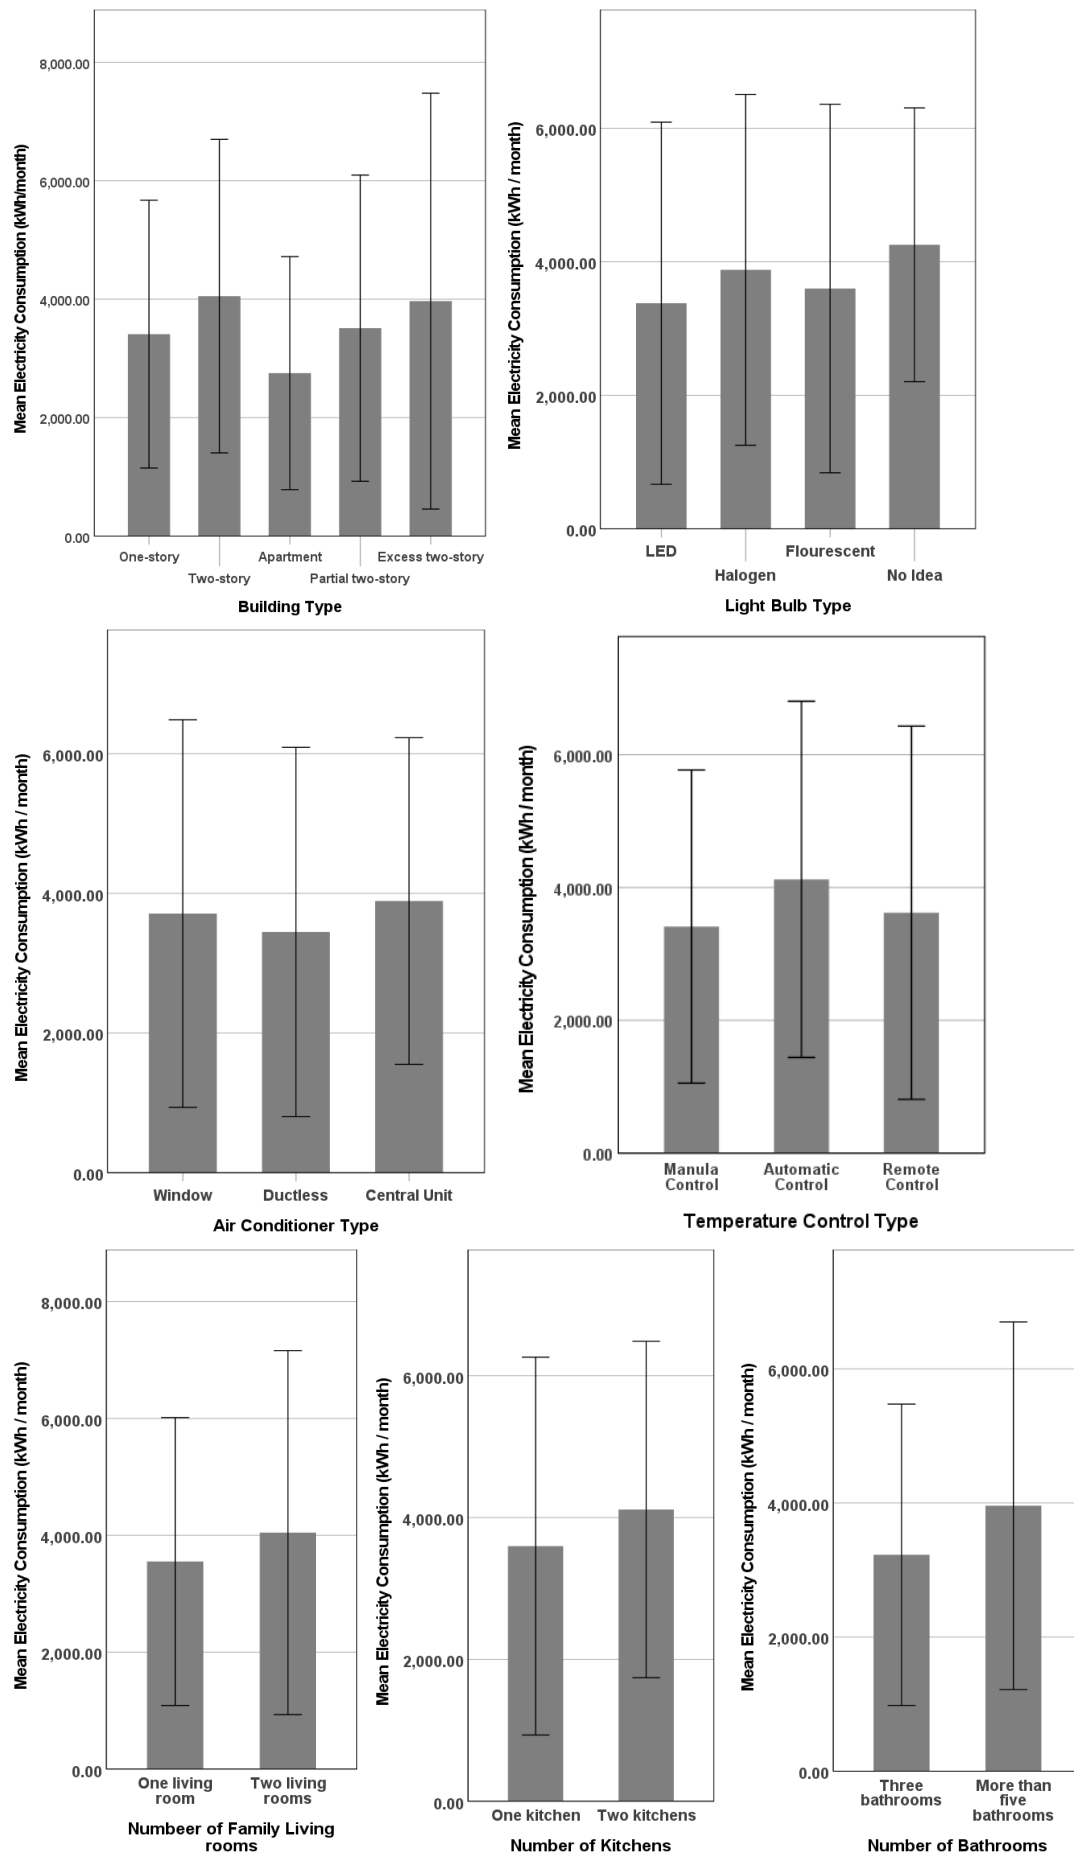 Mean Electricity Consumption (kWh/month)
8,000.00
6,000.00
4,000.00
2,000.00
0.00
One-story
Two-story
Apartment
Partial two-story
Excess two-story
Building Type
Mean Electricity Consumption (kWh / month)
6,000.00
4,000.00
2,000.00
0.00
LED
Halogen
Flourescent
No Idea
Light Bulb Type
Mean Electricity Consumption (kWh / month)
6,000.00
4,000.00
2,000.00
0.00
Window
Ductless
Central Unit
Air Conditioner Type
Mean Electricity Consumption (kWh / month)
6,000.00
4,000.00
2,000.00
0.00
Manula
Control
Automatic
Control
Remote
Control
Temperature Control Type
Mean Electricity Consumption (kWh / month)
8,000.00
6,000.00
4,000.00
2,000.00
0.00
One living
room
Two living
rooms
Numbeer of Family Living
rooms
Mean Electricity Consumption (kWh / month)
6,000.00
4,000.00
2,000.00
0.00
One kitchen
Two kitchens
Number of Kitchens
Mean Electricity Consumption (kWh / month)
6,000.00
4,000.00
2,000.00
0.00
Three
bathrooms
More than
five
bathrooms
Number of Bathrooms